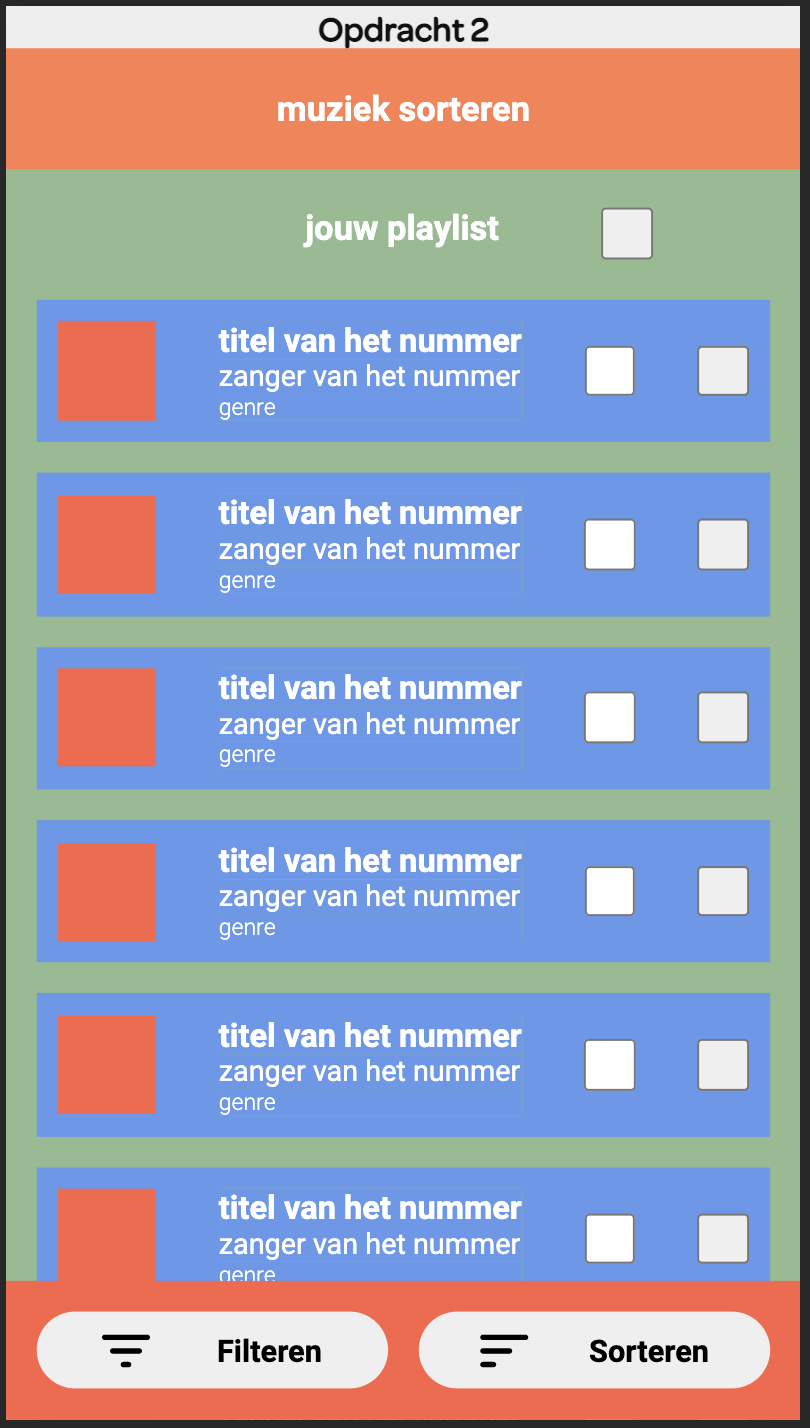 Opdracht 2
muziek sorteren
jouw playlist
titel van het nummer
zanger van het nummer
genre
titel van het nummer
zanger van het nummer
genre
titel van het nummer
zanger van het nummer
genre
titel van het nummer
zanger van het nummer
genre
titel van het nummer
zanger van het nummer
genre
titel van het nummer
zanger van het nummer
genre
Filteren
Sorteren